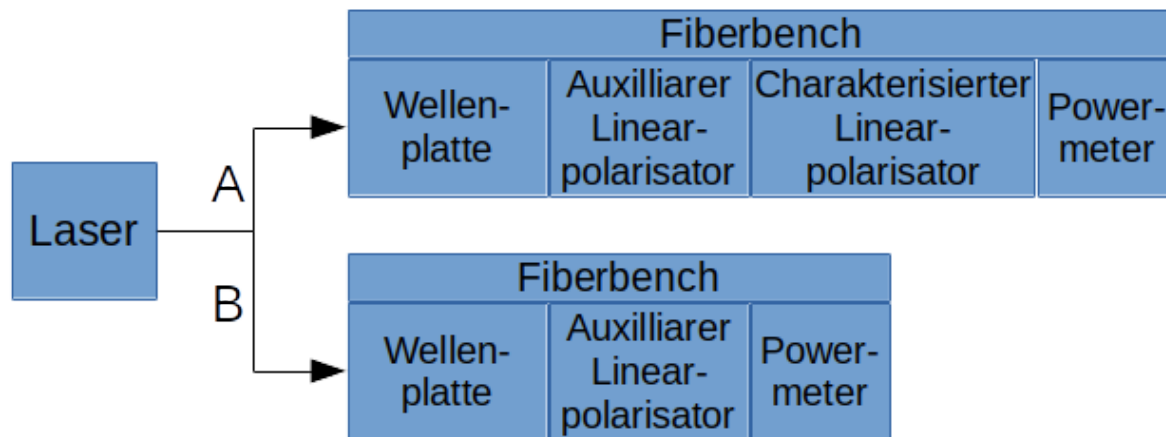 Fiberbench
Wellen-
platte
Auxilliarer
Linear-
polarisator
Charakterisierter
Linear-
polarisator
Power-
meter
A
Laser
B
Fiberbench
Wellen-
platte
Auxilliarer
Linear-
polarisator
Power-
meter